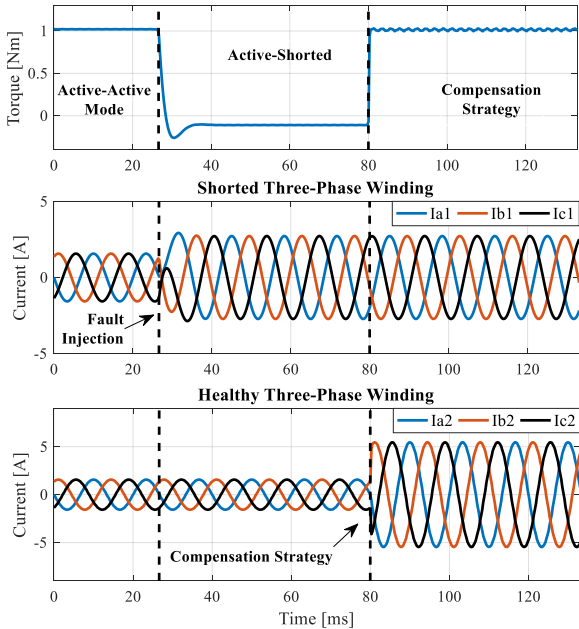 Torque [Nm]
1
0.5
0
Active-Active
Mode
Active-Shorted
Compensation
Strategy
0 20 40 60 80 100 120
Shorted Three-Phase Winding
Current [A]
5
0
-5
Ia1 Ib1 Ic1
Fault
Injection
0 20 40 60 80 100 120
Healthy Three-Phase Winding
Current [A]
5
0
-5
Ia2 Ib2 Ic2
Compensation Strategy
0 20 40 60 80 100 120
Time [ms]